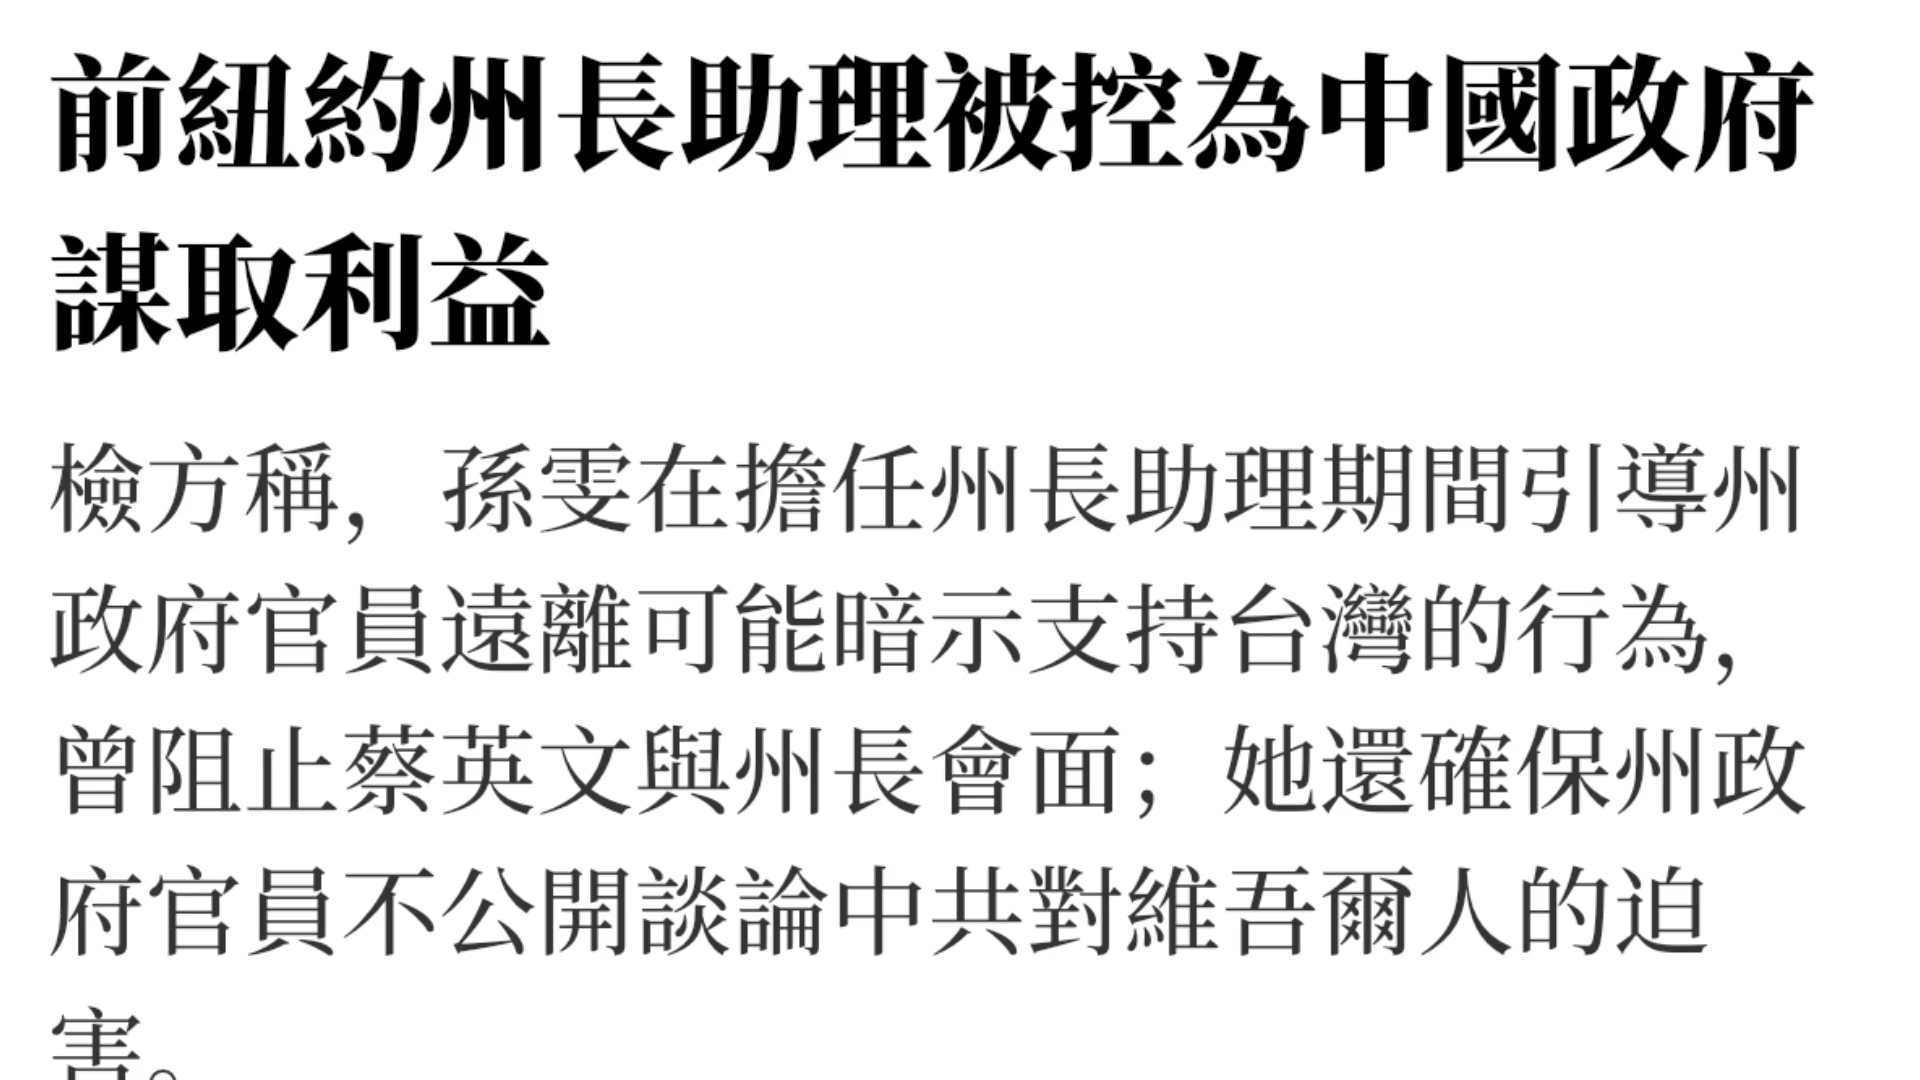 前紐約州長助理被控為中國政府
謀取利益
檢方稱，孫雯在擔任州長助理期間引導州
政府官員遠離可能暗示支持台灣的行為，
曾阻止蔡英文與州長會面；她還確保州政
府官員不公開談論中共對維吾爾人的迫
害。